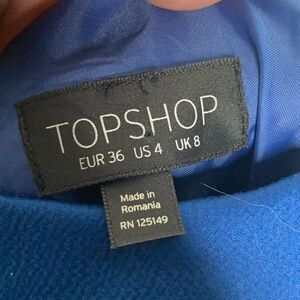 TOPSHOP
EUR 36 US 4 UK 8
Made in
Romania
RN 125149